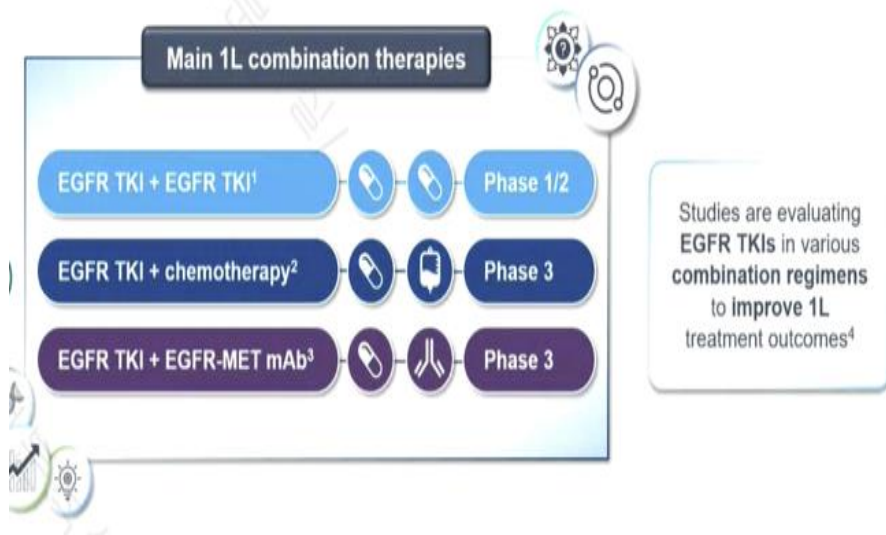 Main 1L combination therapies
EGFR TKI + EGFR TKI¹
Phase 1/2
EGFR TKI + chemotherapy²
Phase 3
EGFR TKI + EGFR-MET mAb³
Phase 3
Studies are evaluating
EGFR TKIs in various
combination regimens
to improve 1L
treatment outcomes⁴